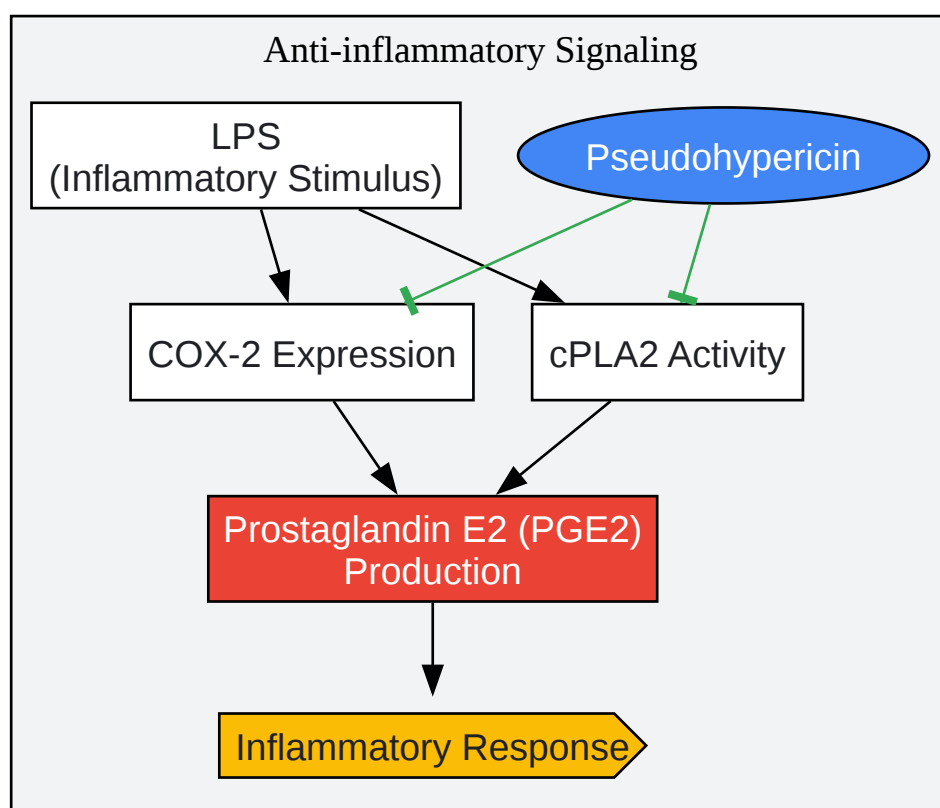 Anti-inflammatory Signaling
LPS
(Inflammatory Stimulus)
Pseudohypericin
COX-2 Expression
cPLA2 Activity
Prostaglandin E2 (PGE2)
Production
Inflammatory Response